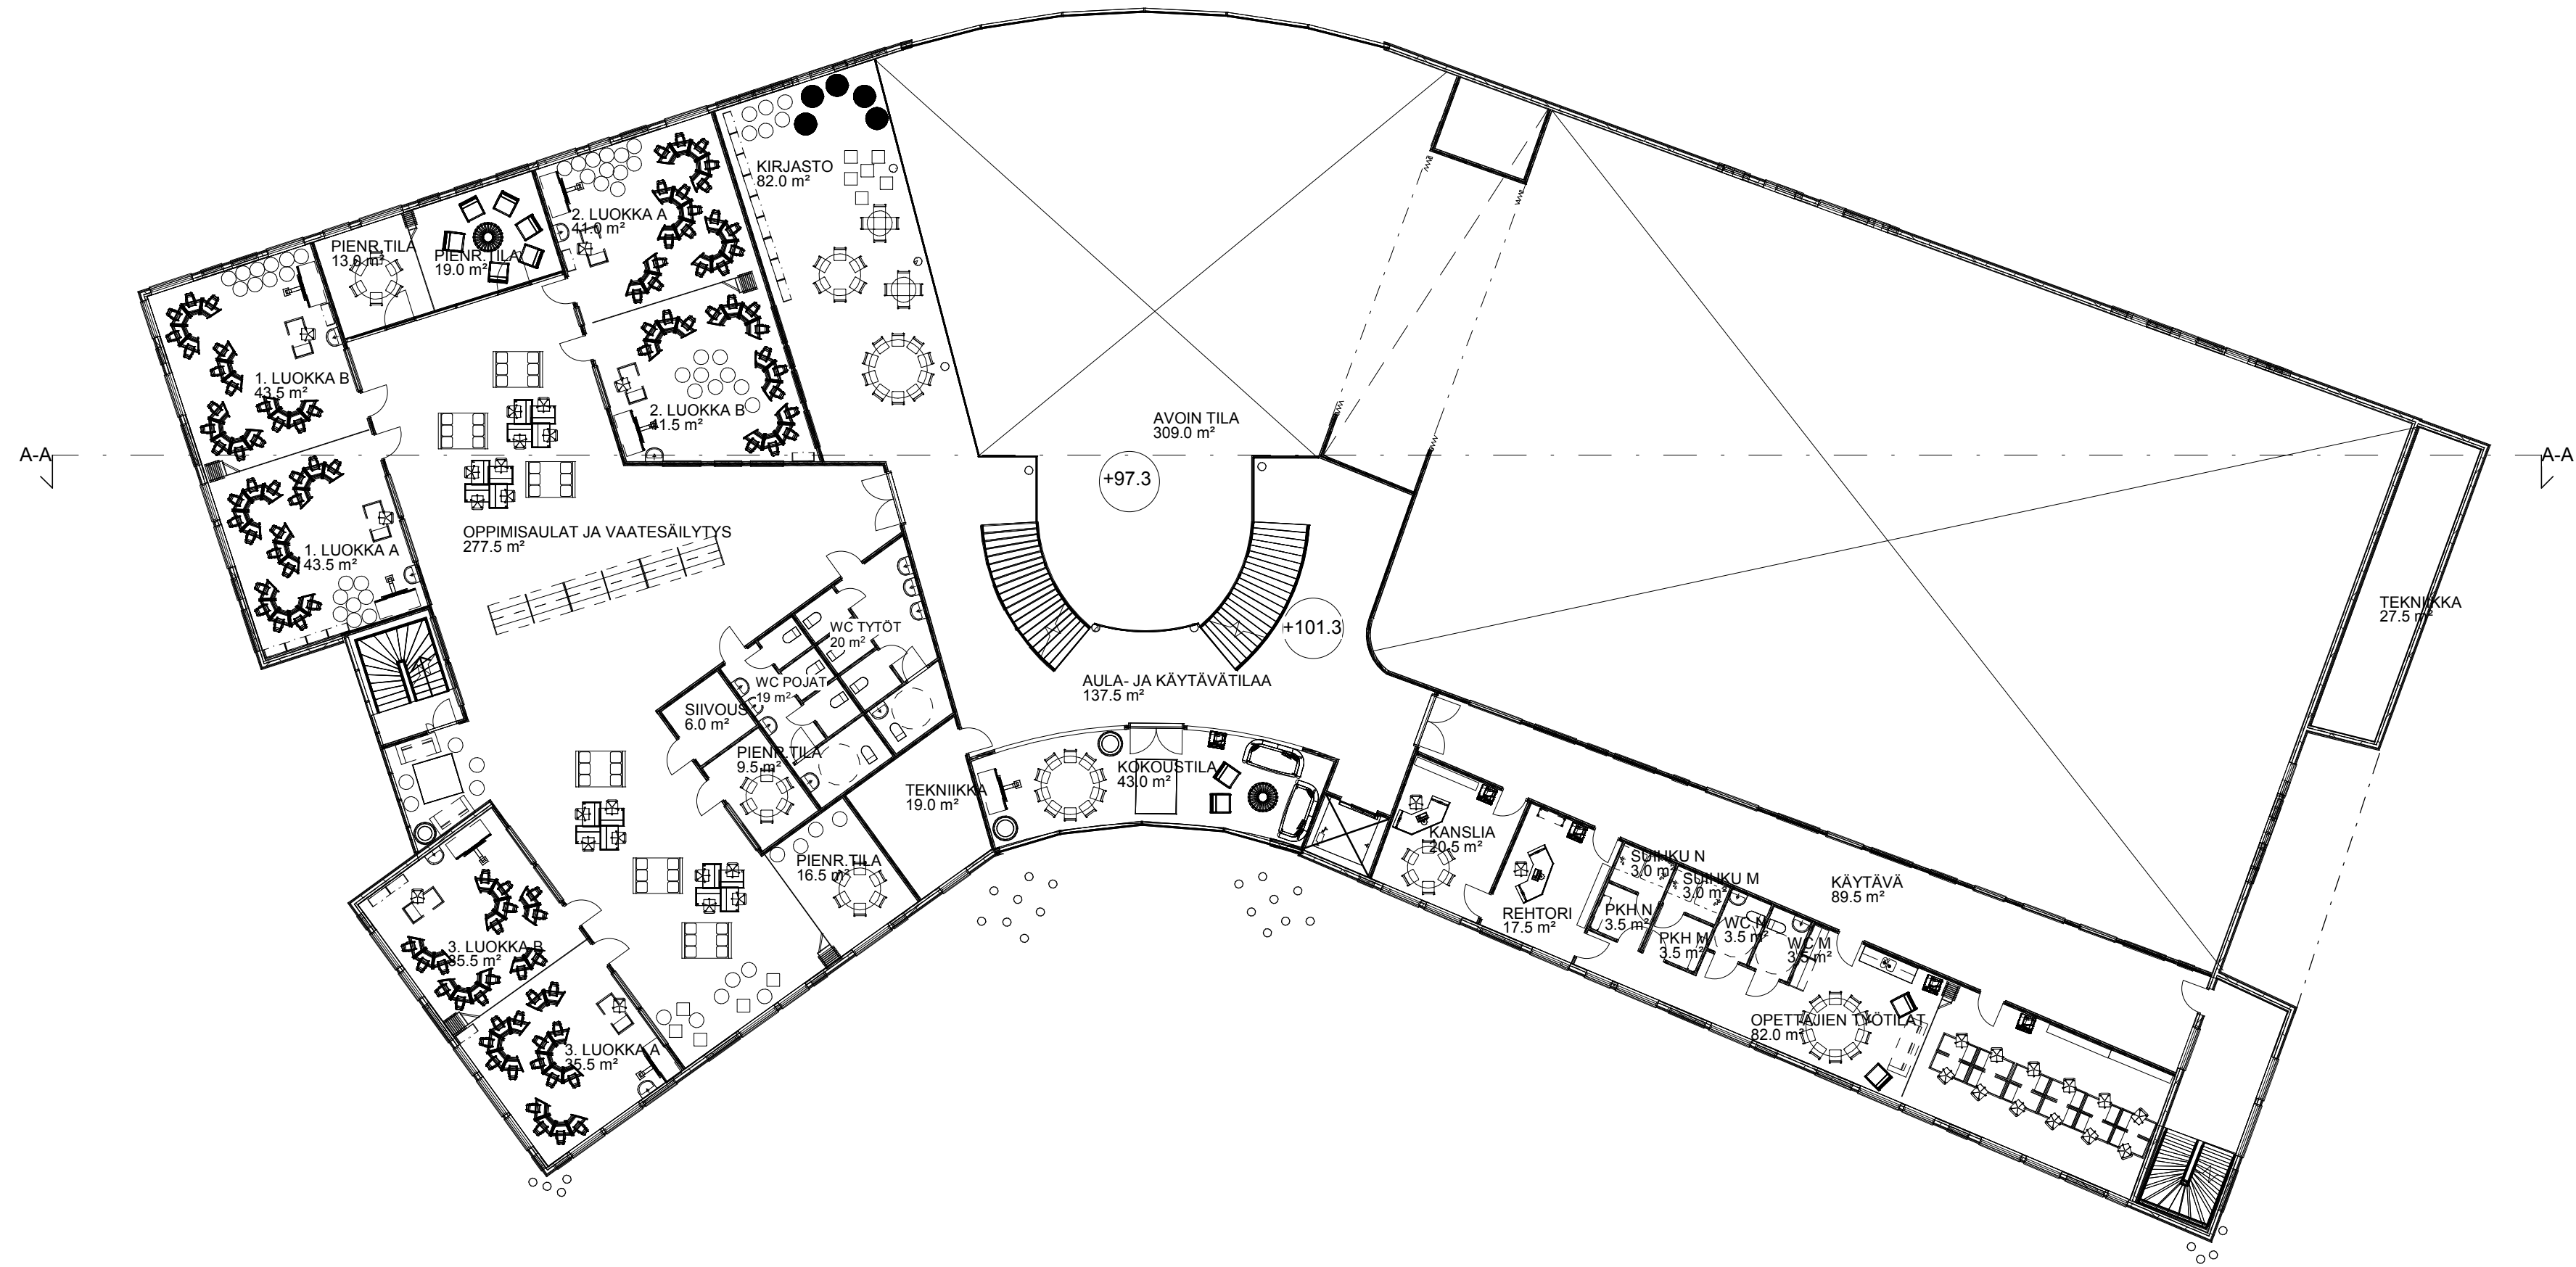 KIRJASTO
82.0 m²
2. LUOKKA A
41.0 m²
PIENR.TILA
13.0 m²
PIENR.TILA
19.0 m²
1. LUOKKA B
43.5 m²
2. LUOKKA B
41.5 m²
AVOIN TILA
309.0 m²
A-A
A-A
+97.3
OPPIMISAULAT JA VAATESÄILYTYS
277.5 m²
1. LUOKKA A
43.5 m²
TEKNIIKKA
27.5 m²
WC TYTÖT
20 m²
+101.3
WC POJAT
19 m²
AULA- JA KÄYTÄVÄTILAA
137.5 m²
SIIVOUS
6.0 m²
PIENR.TILA
9.5 m²
KOKOUSTILA
43.0 m²
TEKNIIKKA
19.0 m²
KANSLIA
20.5 m²
PIENR.TILA
16.5 m²
SUIHKU N
3.0 m²
SUIHKU M
3.0 m²
KÄYTÄVÄ
89.5 m²
REHTORI
17.5 m²
PKH N
3.5 m²
WC N
3.5 m²
PKH M
3.5 m²
WC M
3.5 m²
3. LUOKKA B
35.5 m²
OPETTAJIEN TYÖTILAT
82.0 m²
3. LUOKKA A
35.5 m²